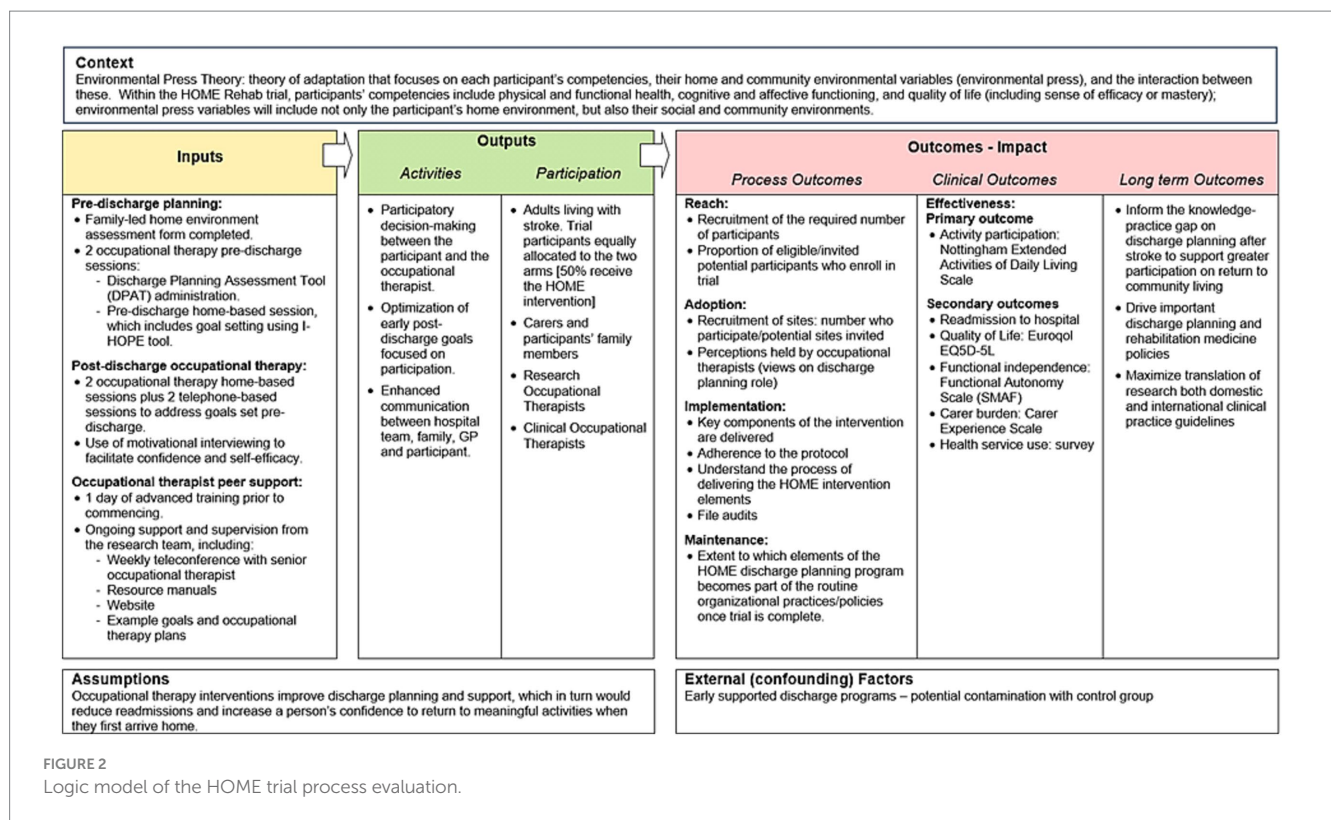 Context
Environmental Press Theory: theory of adaptation that focuses on each participant's competencies, their home and community environmental variables (environmental press), and the interaction between
these. Within the HOME Rehab trial, participants' competencies include physical and functional health, cognitive and affective functioning, and quality of life (including sense of efficacy or mastery);
environmental press variables will include not only the participant's home environment, but also their social and community environments.
Inputs
Pre-discharge planning:
• Family-led home environment
assessment form completed.
• 2 occupational therapy pre-discharge
sessions:
- Discharge Planning Assessment Tool
(DPAT) administration.
- Pre-discharge home-based session,
which includes goal setting using I-
HOPE tool.
Post-discharge occupational therapy:
• 2 occupational therapy home-based
sessions plus 2 telephone-based
sessions to address goals set pre-
discharge.
• Use of motivational interviewing to
facilitate confidence and self-efficacy.
Occupational therapist peer support:
• 1 day of advanced training prior to
commencing.
• Ongoing support and supervision from
the research team, including:
- Weekly teleconference with senior
occupational therapist
- Resource manuals
- Website
- Example goals and occupational
therapy plans
Outputs
Activities
• Participatory
decision-making
between the
participant and the
occupational
therapist.
• Optimization of
early post-
discharge goals
focused on
participation.
• Enhanced
communication
between hospital
team, family, GP
and participant.
Participation
• Adults living with
stroke. Trial
participants equally
allocated to the two
arms [50% receive
the HOME
intervention]
• Carers and
participants' family
members
• Research
Occupational
Therapists
• Clinical Occupational
Therapists
Outcomes - Impact
Process Outcomes
Reach:
• Recruitment of the required number
of participants
• Proportion of eligible/invited
potential participants who enroll in
trial
Adoption:
• Recruitment of sites: number who
participate/potential sites invited
• Perceptions held by occupational
therapists (views on discharge
planning role)
Implementation:
• Key components of the intervention
are delivered
• Adherence to the protocol
• Understand the process of
delivering the HOME intervention
elements
• File audits
Maintenance:
• Extent to which elements of the
HOME discharge planning program
becomes part of the routine
organizational practices/policies
once trial is complete.
Clinical Outcomes
Effectiveness:
Primary outcome
• Activity participation:
Nottingham Extended
Activities of Daily Living
Scale
Secondary outcomes
• Readmission to hospital
• Quality of Life: Euroqol
EQ5D-5L
• Functional independence:
Functional Autonomy
Scale (SMAF)
• Carer burden: Carer
Experience Scale
• Health service use: survey
Long term Outcomes
• Inform the knowledge-
practice gap on
discharge planning after
stroke to support greater
participation on return to
community living
• Drive important
discharge planning and
rehabilitation medicine
policies
• Maximize translation of
research both domestic
and international clinical
practice guidelines
Assumptions
Occupational therapy interventions improve discharge planning and support, which in turn would
reduce readmissions and increase a person's confidence to return to meaningful activities when
they first arrive home.
External (confounding) Factors
Early supported discharge programs – potential contamination with control group
FIGURE 2
Logic model of the HOME trial process evaluation.